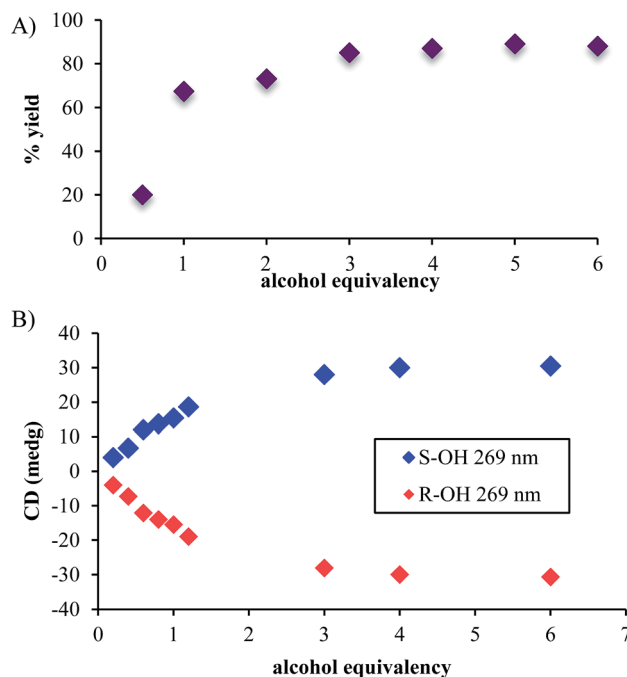 A)
100
80
60
40
20
0
% yield
0 1 2 3 4 5 6
alcohol equivalency
B)
40
30
20
10
0
-10
-20
-30
-40
CD (medg)
S-OH 269 nm
R-OH 269 nm
0 1 2 3 4 5 6 7
alcohol equivalency